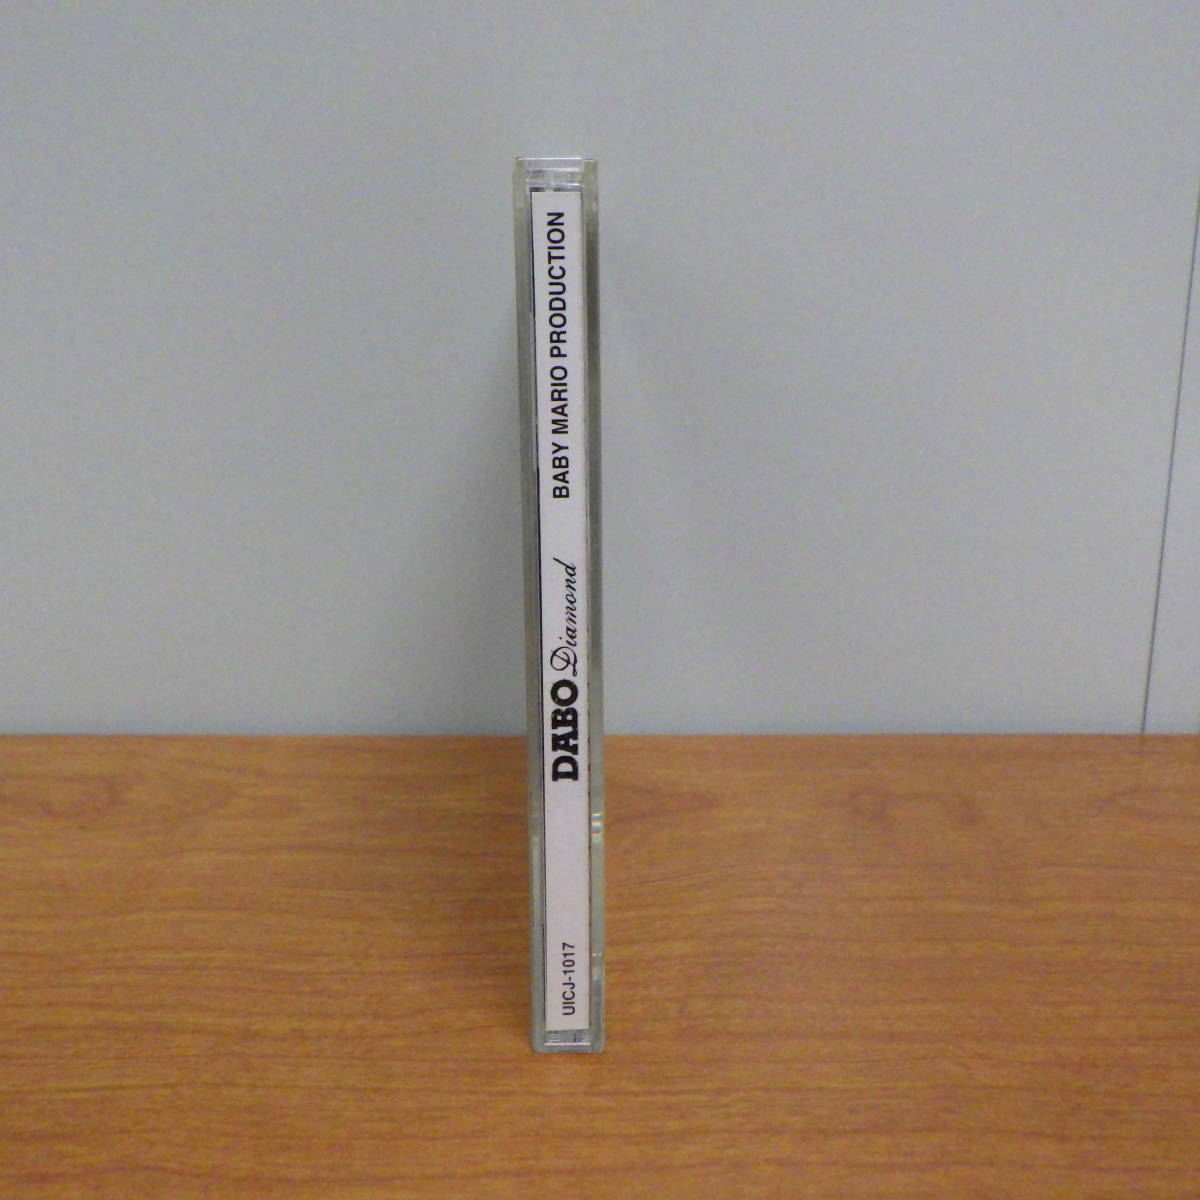 UICJ-1017
DABO Diamond
BABY MARIO PRODUCTION